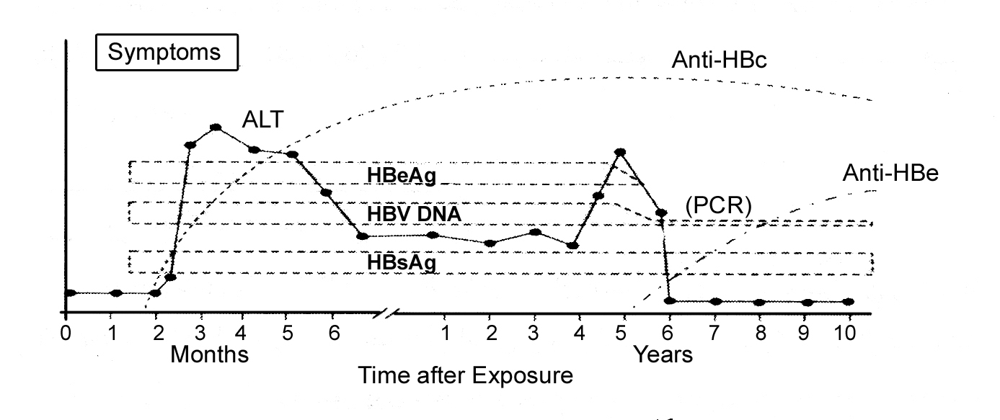 Symptoms
Anti-HBc
ALT
HBeAg
Anti-HBe
HBV DNA
(PCR)
HBsAg
0 1 2 3 4 5 6 1 2 3 4 5 6 7 8 9 10
Months Years
Time after Exposure